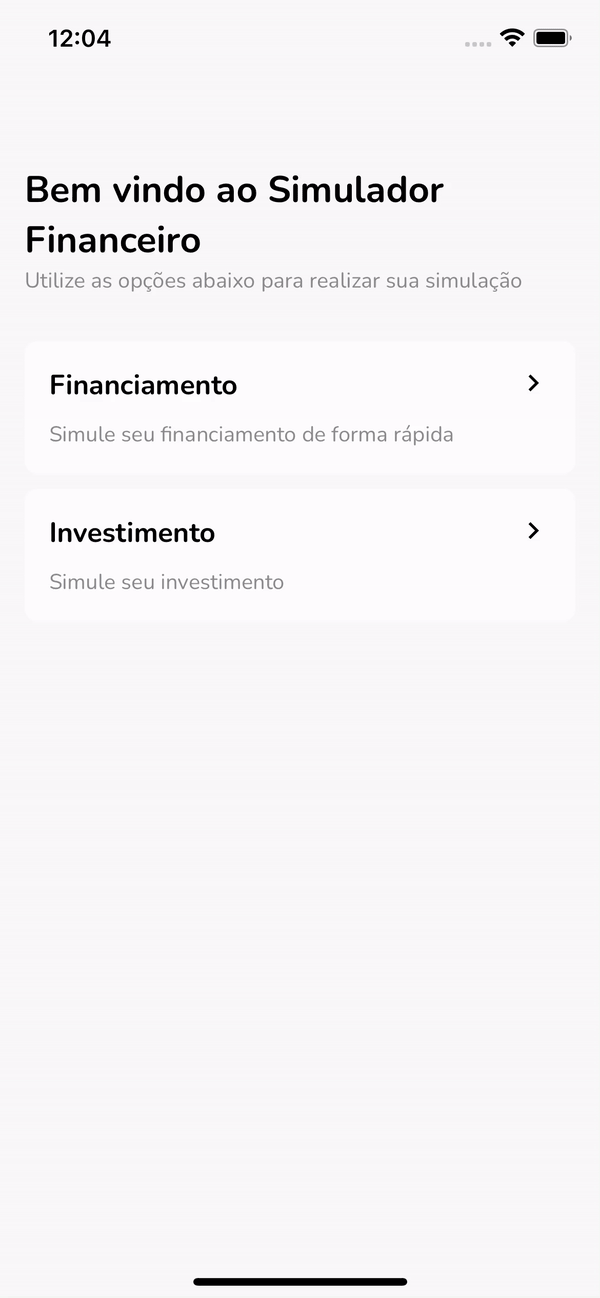 12:04
Bem vindo ao Simulador
Financeiro
Utilize as opções abaixo para realizar sua simulação
Financiamento
Simule seu financiamento de forma rápida
Investimento
Simule seu investimento